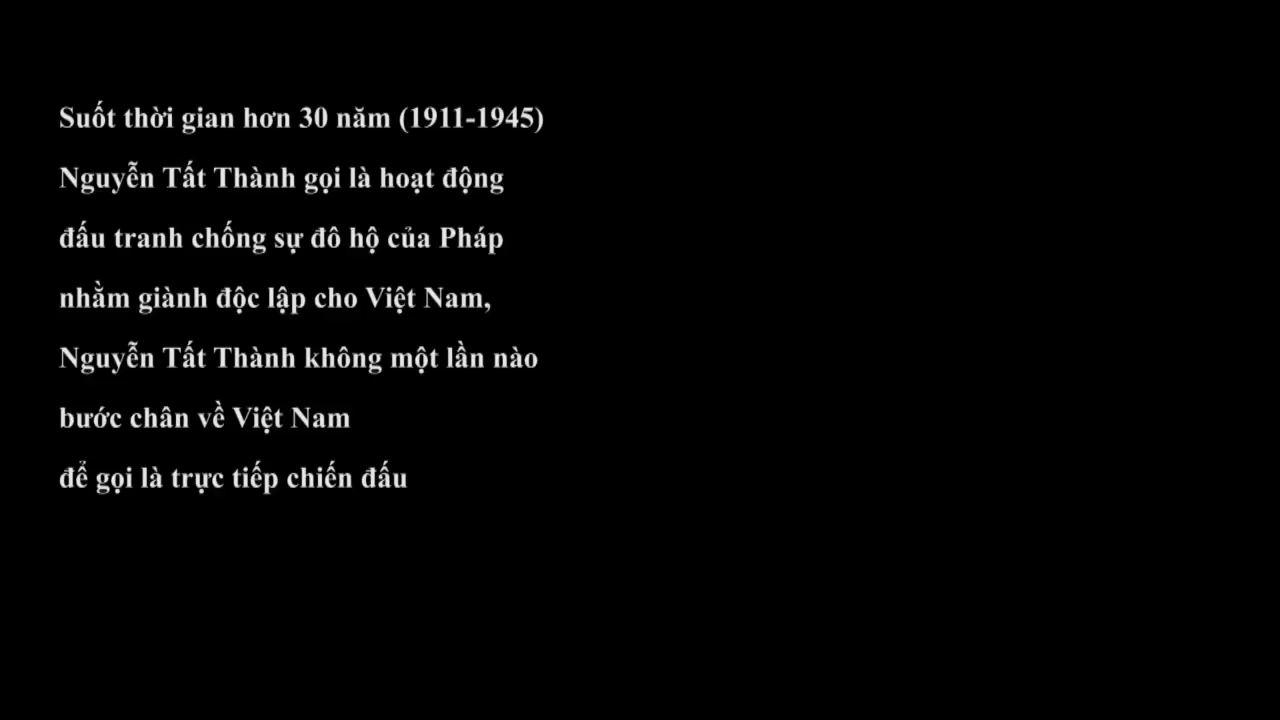 Suốt thời gian hơn 30 năm (1911-1945)
Nguyễn Tất Thành gọi là hoạt động
đấu tranh chống sự đô hộ của Pháp
nhằm giành độc lập cho Việt Nam,
Nguyễn Tất Thành không một lần nào
bước chân về Việt Nam
để gọi là trực tiếp chiến đấu